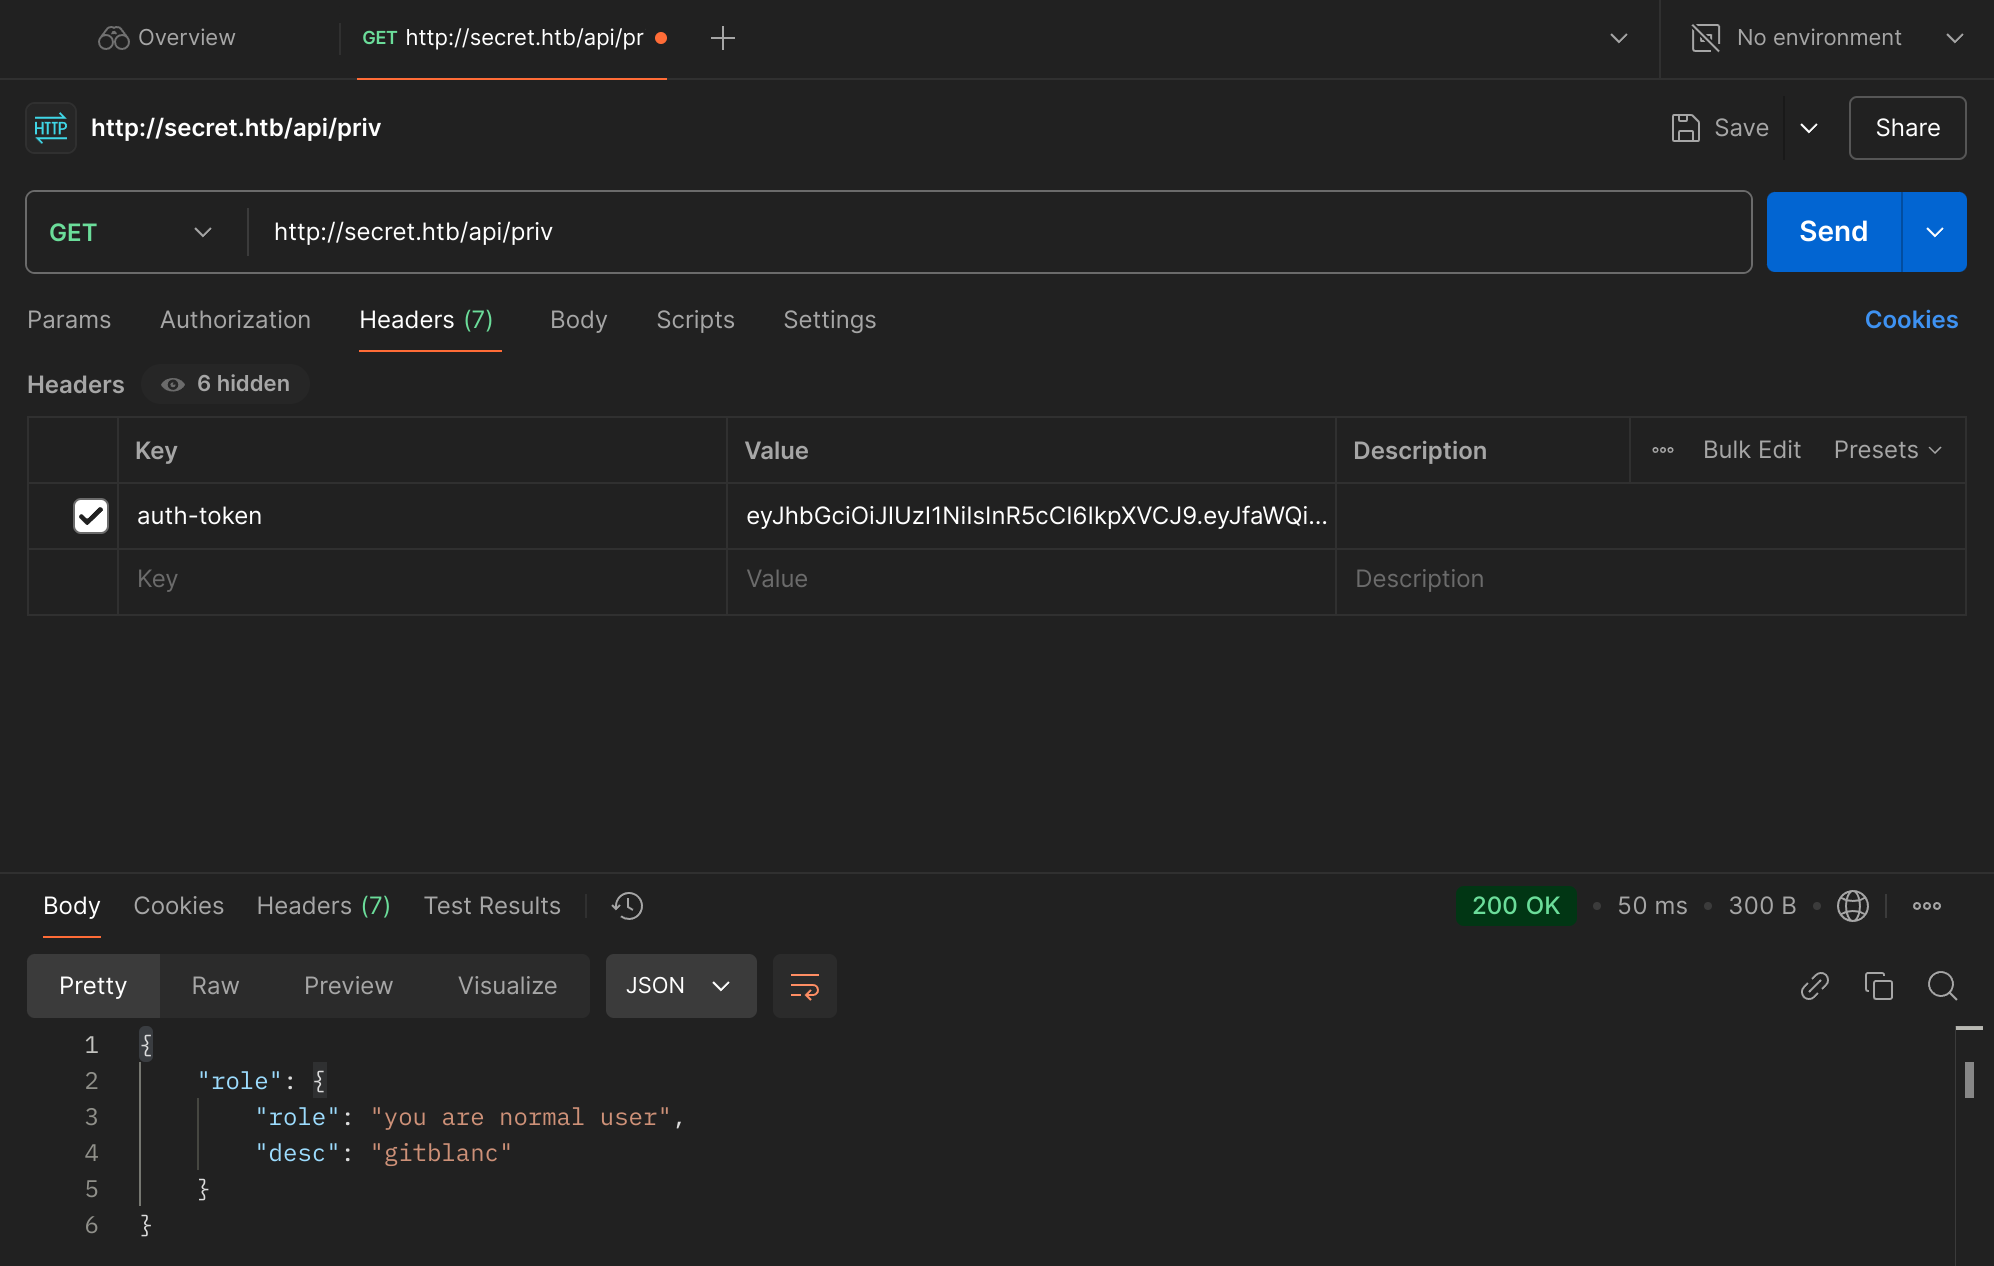 Overview GET http://secret.htb/api/pr No environment
HTTP http://secret.htb/api/priv Save Share
GET http://secret.htb/api/priv Send
Params Authorization Headers (7) Body Scripts Settings Cookies
Headers 6 hidden
Key Value Description Bulk Edit Presets
auth-token eyJhbGciOiJIUzI1NiIsInR5cCI6IkpXVCJ9.eyJfaWQi...
Key Value Description
Body Cookies Headers (7) Test Results 200 OK • 50 ms • 300 B •
Pretty Raw Preview Visualize JSON
1 {
2 "role": {
3 "role": "you are normal user",
4 "desc": "gitblanc"
5 }
6 }